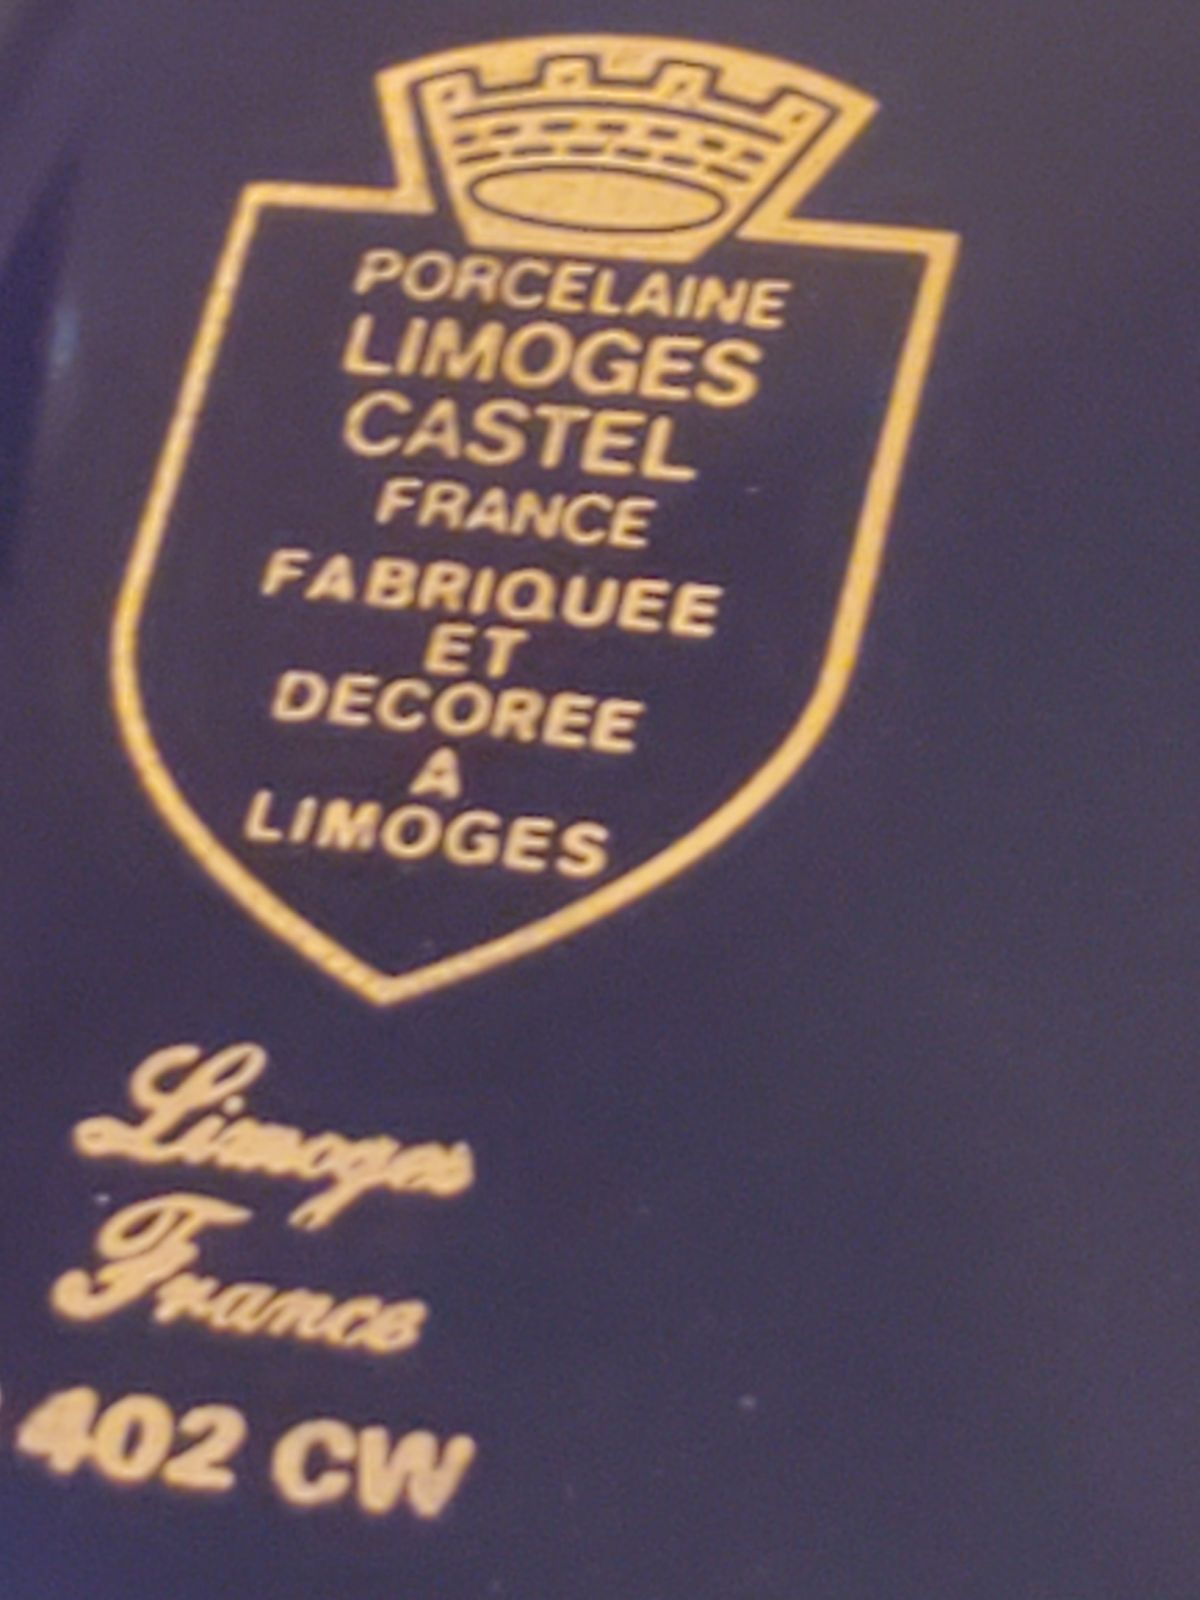 PORCELAINE
LIMOGES
CASTEL
FRANCE
FABRIQUEE
ET
DECOREE
A
LIMOGES
Limoges
France
402 CW